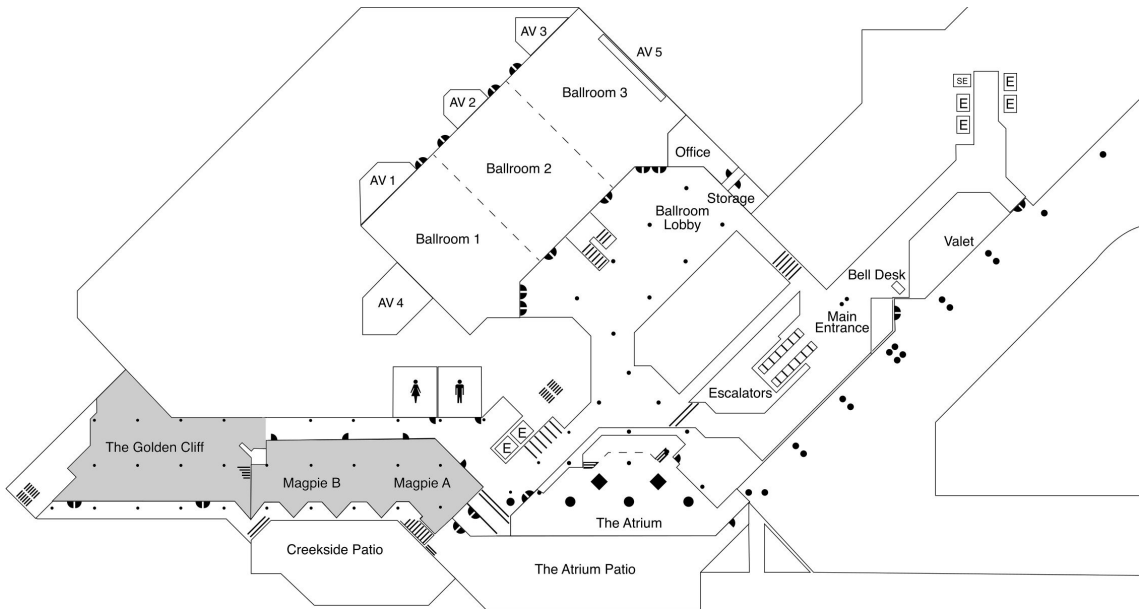 AV 3
AV 5
SE
E
E
E
E
Ballroom 3
AV 2
Office
Ballroom 2
AV 1
Storage
Ballroom
Lobby
Ballroom 1
Valet
Bell Desk
AV 4
Main
Entrance
Escalators
E
E
The Golden Cliff
Magpie B
Magpie A
The Atrium
Creekside Patio
The Atrium Patio